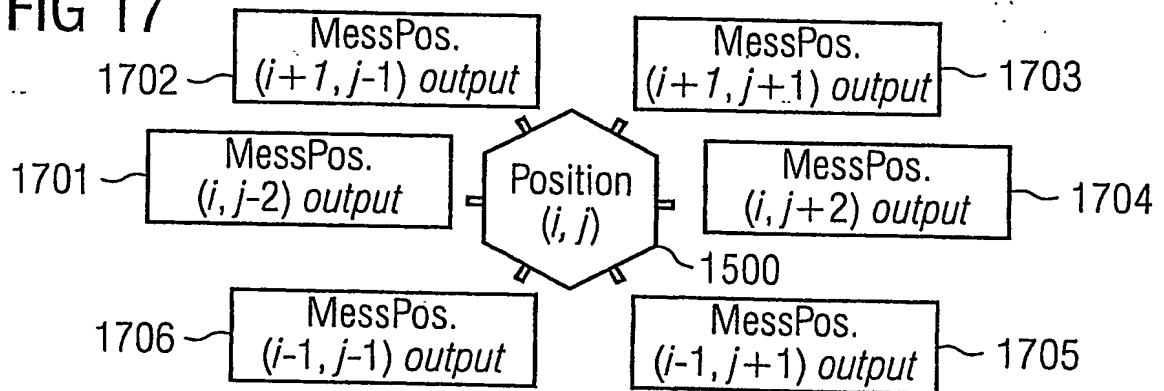 FIG 17
MessPos.
(i+1, j-1) output
1702
MessPos.
(i+1, j+1) output
1703
MessPos.
(i, j-2) output
1701
Position
(i, j)
MessPos.
(i, j+2) output
1704
1500
MessPos.
(i-1, j-1) output
1706
MessPos.
(i-1, j+1) output
1705